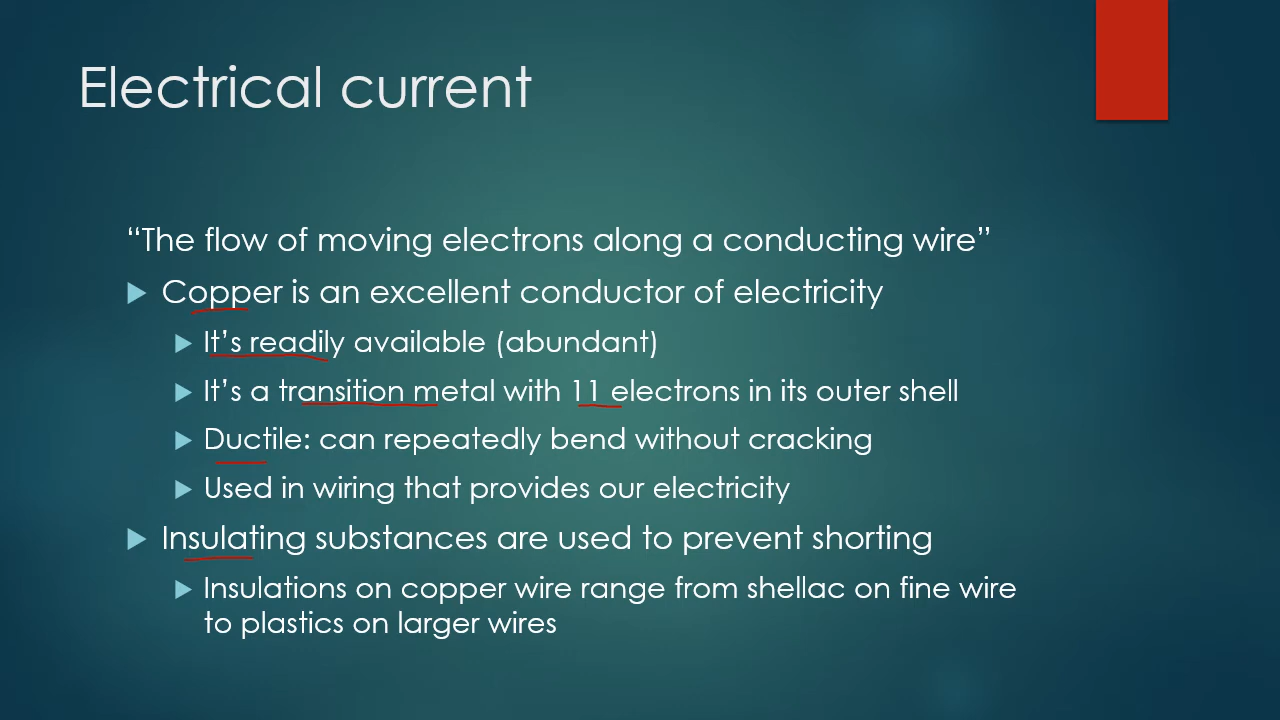 Electrical current
“The flow of moving electrons along a conducting wire”
Copper is an excellent conductor of electricity
It’s readily available (abundant)
It’s a transition metal with 11 electrons in its outer shell
Ductile: can repeatedly bend without cracking
Used in wiring that provides our electricity
Insulating substances are used to prevent shorting
Insulations on copper wire range from shellac on fine wire
to plastics on larger wires